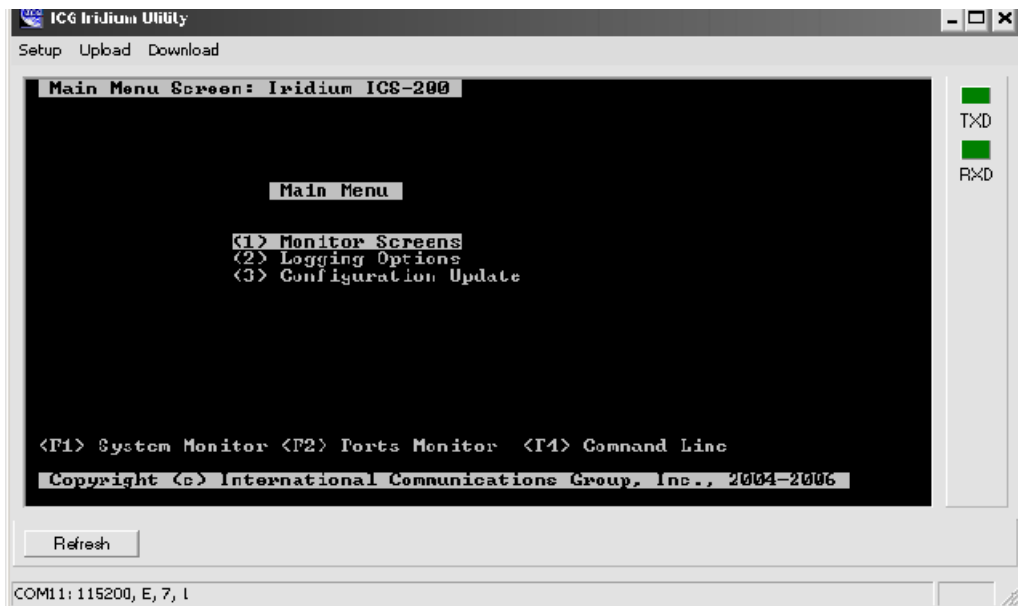 ICG Iridium Utility
Setup Upload Download
Main Menu Screen: Iridium ICS-200
TXD
RXD
Main Menu
<1> Monitor Screens
<2> Logging Options
<3> Configuration Update
<F1> System Monitor <F2> Ports Monitor <F4> Command Line
Copyright <c> International Communications Group, Inc., 2004-2006
Refresh
COM11: 115200, E, 7, 1